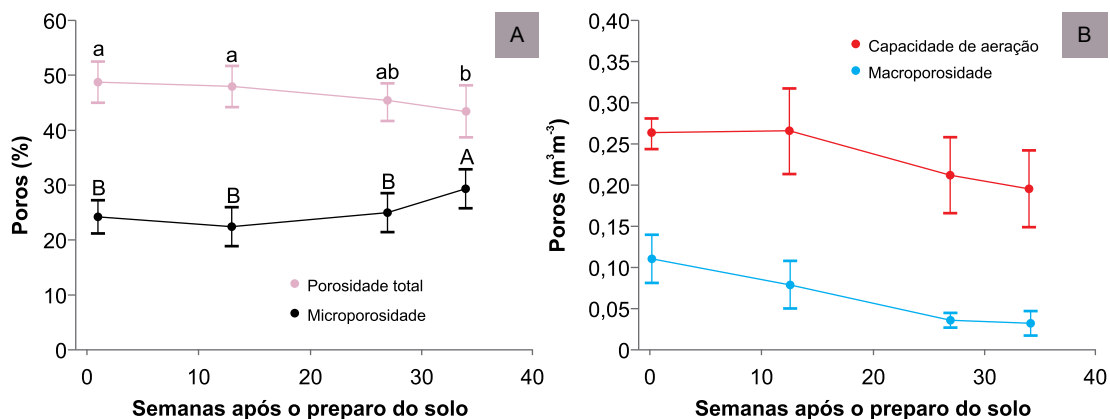 A
Poros (%)
60
50
40
30
20
10
0
a
a
ab
b
B
B
B
A
Porosidade total
Microporosidade
0
10
20
30
40
Semanas após o preparo do solo
B
Poros (m³m⁻³)
0,40
0,35
0,30
0,25
0,20
0,15
0,10
0,05
0
Capacidade de aeração
Macroporosidade
0
10
20
30
40
Semanas após o preparo do solo